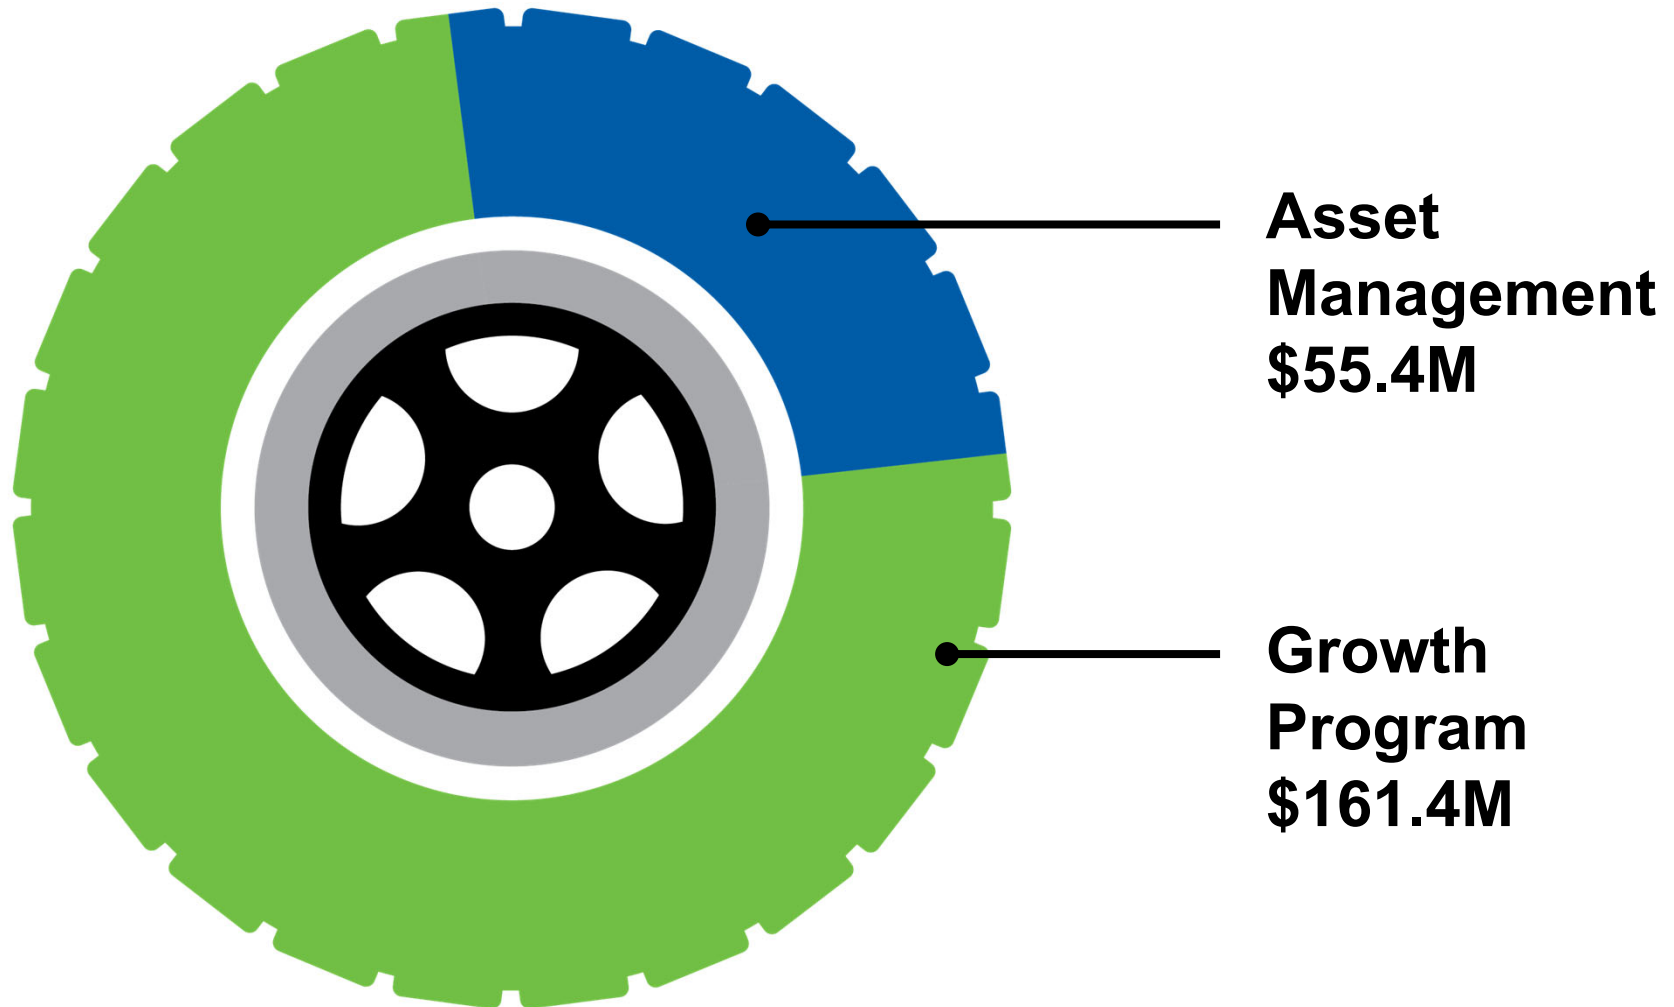 Asset
Management
$55.4M
Growth
Program
$161.4M